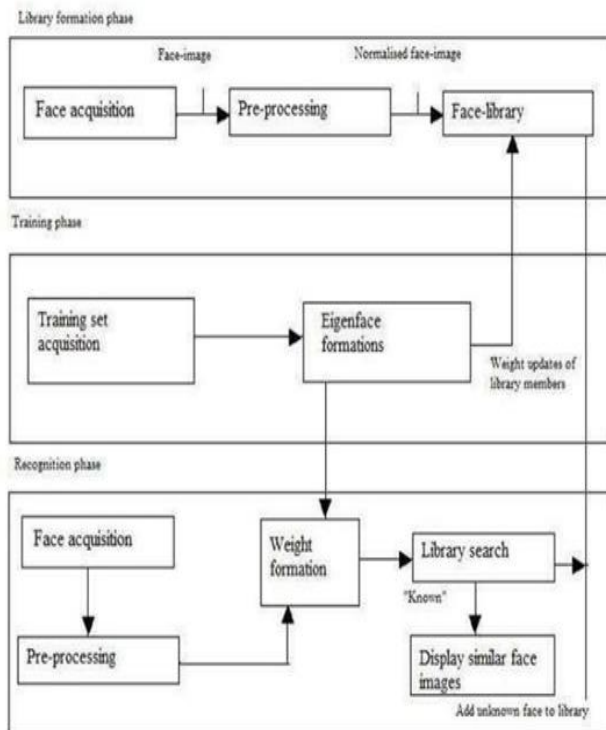 Library formation phase
Face-image
Normalised face-image
Face acquisition
Pre-processing
Face-library
Training phase
Training set
acquisition
Eigenface
formations
Weight updates of
library members
Recognition phase
Face acquisition
Weight
formation
Library search
"Known"
Pre-processing
Display similar face
images
Add unknown face to library